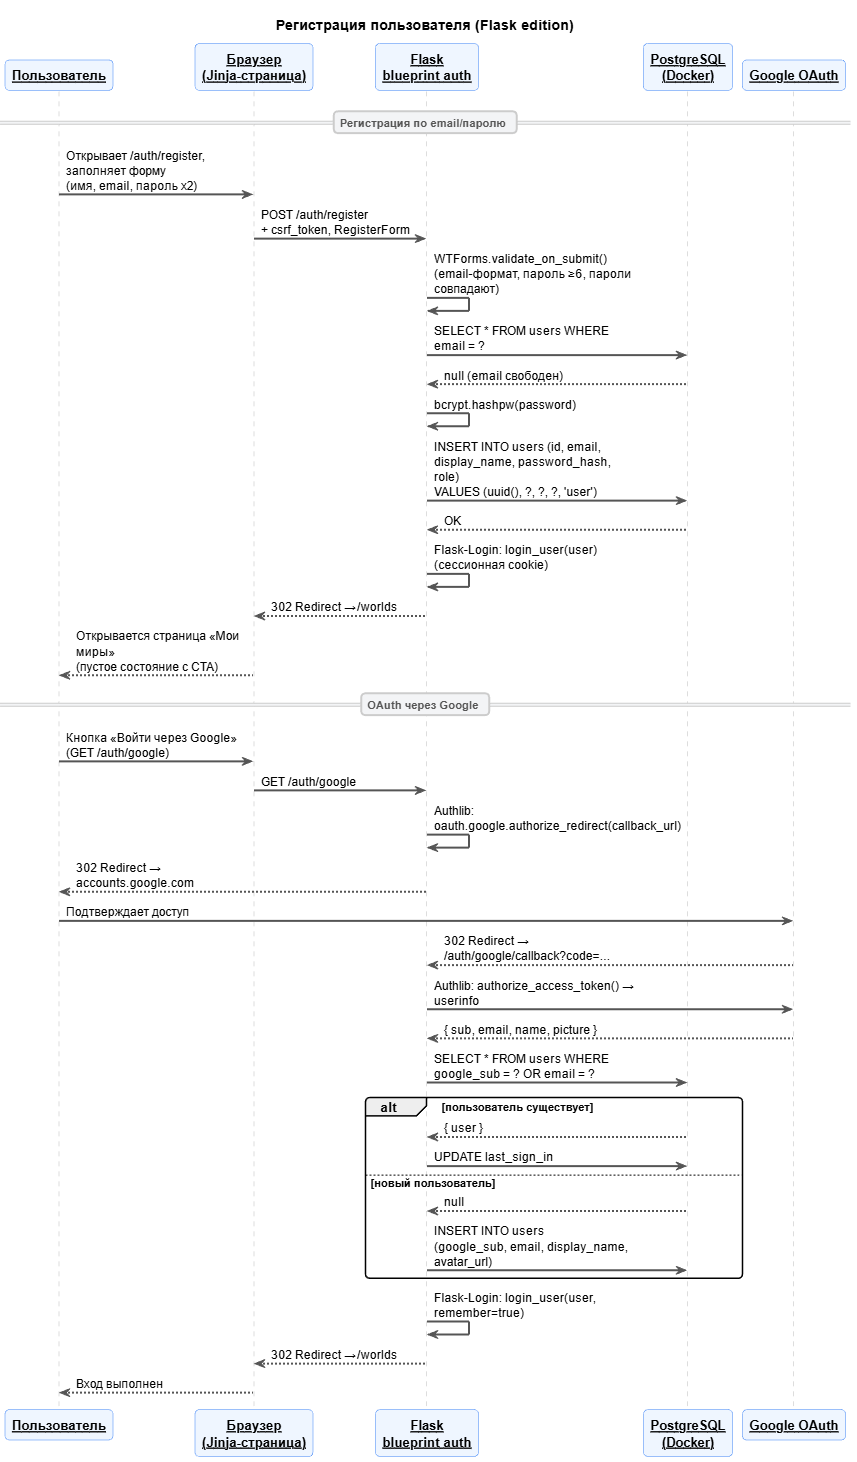 Регистрация пользователя (Flask edition)
Пользователь
Браузер
(Jinja-страница)
Flask
blueprint auth
PostgreSQL
(Docker)
Google OAuth
Регистрация по email/паролю
Открывает /auth/register,
заполняет форму
(имя, email, пароль x2)
POST /auth/register
+ csrf_token, RegisterForm
WTForms.validate_on_submit()
(email-формат, пароль ≥6, пароли
совпадают)
SELECT * FROM users WHERE
email = ?
null (email свободен)
bcrypt.hashpw(password)
INSERT INTO users (id, email,
display_name, password_hash,
role)
VALUES (uuid(), ?, ?, ?, 'user')
OK
Flask-Login: login_user(user)
(сессионная cookie)
302 Redirect →/worlds
Открывается страница «Мои
миры»
(пустое состояние с CTA)
OAuth через Google
Кнопка «Войти через Google»
(GET /auth/google)
GET /auth/google
Authlib:
oauth.google.authorize_redirect(callback_url)
302 Redirect →
accounts.google.com
Подтверждает доступ
302 Redirect →
/auth/google/callback?code=...
Authlib: authorize_access_token() →
userinfo
{ sub, email, name, picture }
SELECT * FROM users WHERE
google_sub = ? OR email = ?
alt [пользователь существует]
{ user }
UPDATE last_sign_in
[новый пользователь]
null
INSERT INTO users
(google_sub, email, display_name,
avatar_url)
Flask-Login: login_user(user,
remember=true)
302 Redirect →/worlds
Вход выполнен
Пользователь
Браузер
(Jinja-страница)
Flask
blueprint auth
PostgreSQL
(Docker)
Google OAuth